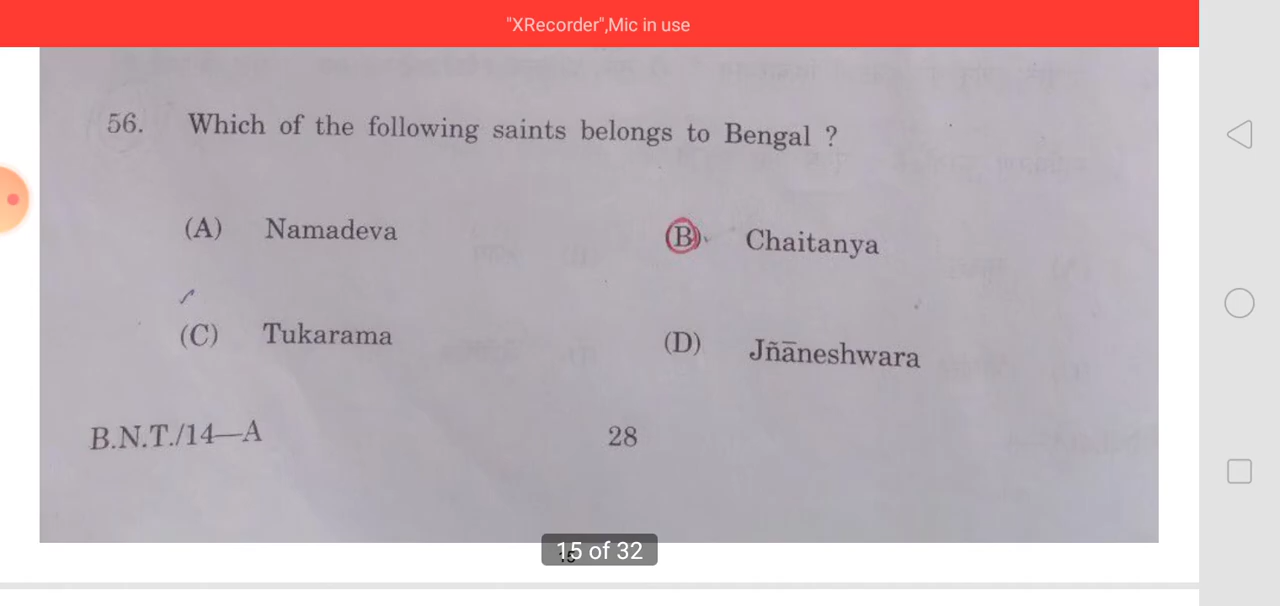 "XRecorder",Mic in use
56. Which of the following saints belongs to Bengal ?
(A) Namadeva (B) Chaitanya
(C) Tukarama (D) Jñāneshwara
B.N.T./14—A 28
15 of 32